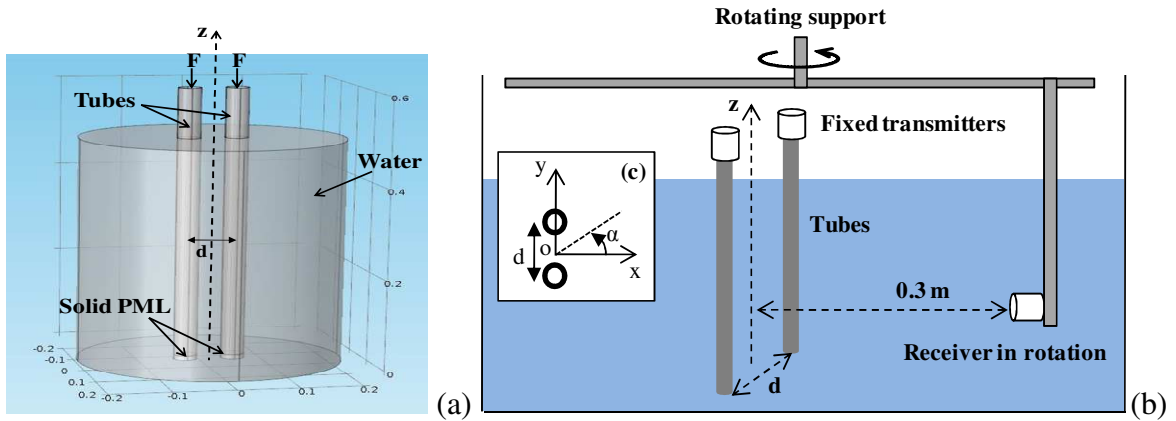 z
F F
Tubes
Water
d
Solid PML
0.6
0.4
0.2
0
-0.2
-0.1
0
0.1
0.2
-0.2
-0.1
0
0.1
0.2
(a)
Rotating support
z
Fixed transmitters
y
(c)
d
o
α
x
Tubes
0.3 m
Receiver in rotation
d
(b)